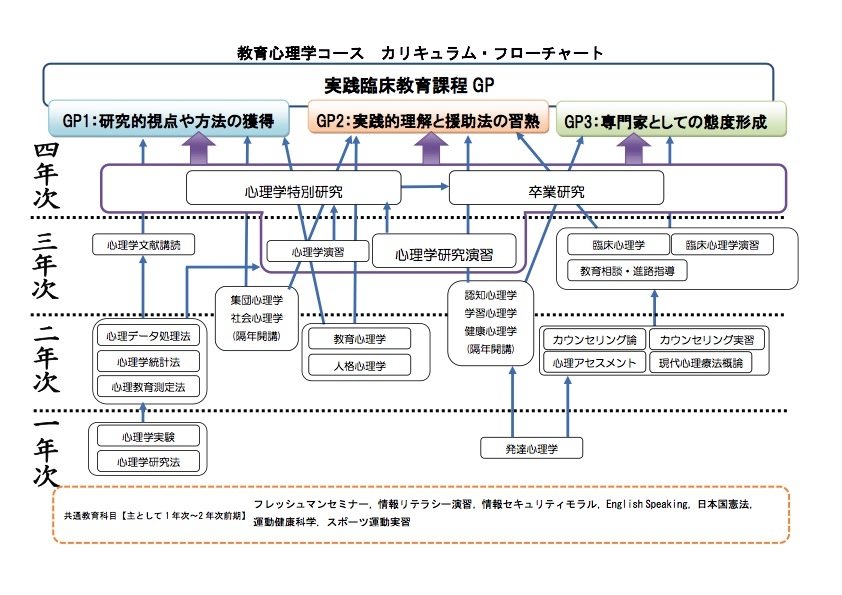 教育心理学コース　カリキュラム・フローチャート
実践臨床教育課程 GP
GP1：研究的視点や方法の獲得
GP2：実践的理解と援助法の習熟
GP3：専門家としての態度形成
四年次
心理学特別研究
卒業研究
三年次
心理学文献講読
心理学演習
心理学研究演習
臨床心理学
臨床心理学演習
教育相談・進路指導
集団心理学
社会心理学
(隔年開講)
認知心理学
学習心理学
健康心理学
(隔年開講)
二年次
心理データ処理法
心理学統計法
心理教育測定法
教育心理学
人格心理学
カウンセリング論
カウンセリング実習
心理アセスメント
現代心理療法概論
一年次
心理学実験
心理学研究法
発達心理学
共通教育科目【主として１年次～２年次前期】
フレッシュマンセミナー，情報リテラシー演習，情報セキュリティモラル，English Speaking，日本国憲法，
運動健康科学，スポーツ運動実習